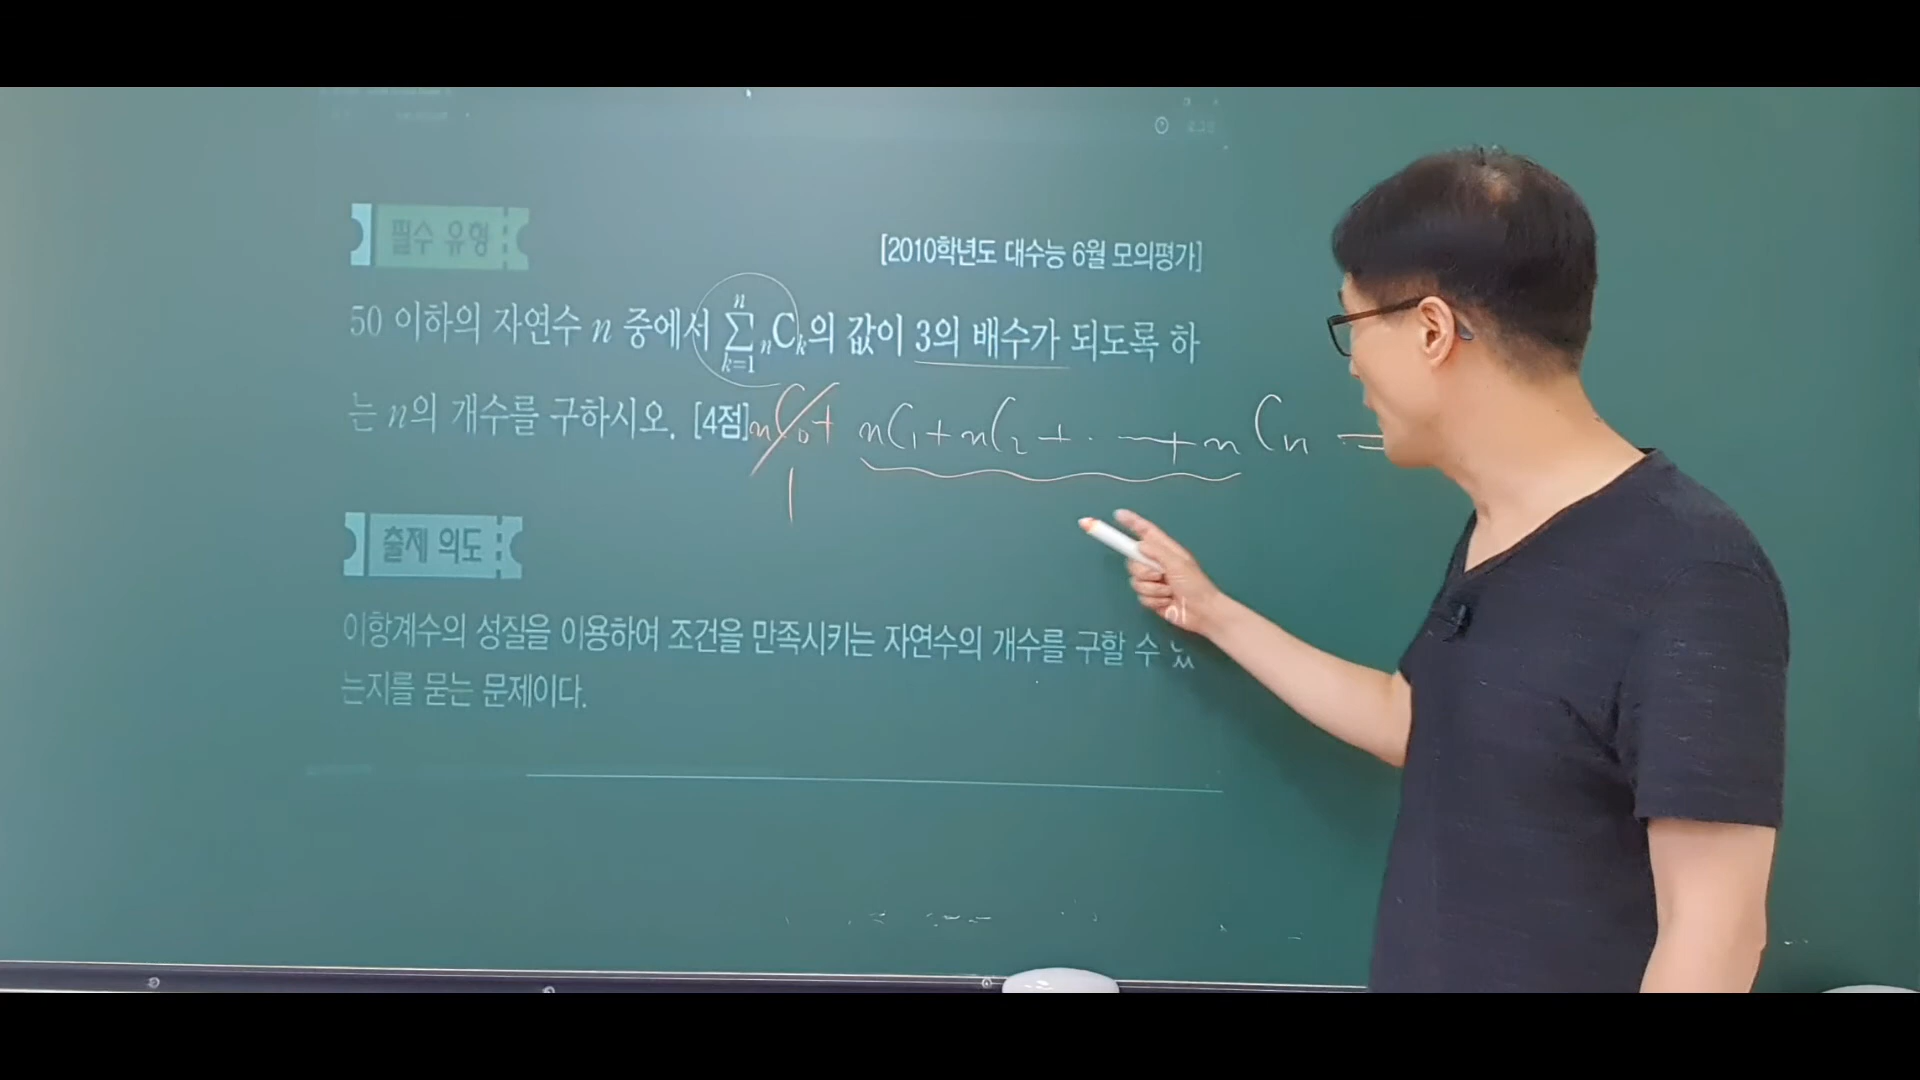 필수 유형
[2010학년도 대수능 6월 모의평가]
50 이하의 자연수 n 중에서 \sum_{k=1}^{n} {}_nC_k의 값이 3의 배수가 되도록 하
는 n의 개수를 구하시오. [4점]
nC₀+ nC₁+nC₂+· —+nCn =
1
출제 의도
이항계수의 성질을 이용하여 조건을 만족시키는 자연수의 개수를 구할 수 있
는지를 묻는 문제이다.